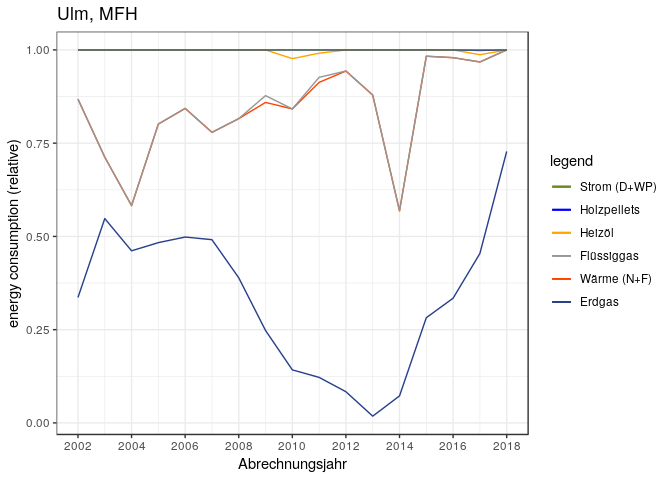 Ulm, MFH
1.00
0.75
0.50
0.25
0.00
energy consumption (relative)
2002 2004 2006 2008 2010 2012 2014 2016 2018
Abrechnungsjahr
legend
Strom (D+WP)
Holzpellets
Heizöl
Flüssiggas
Wärme (N+F)
Erdgas